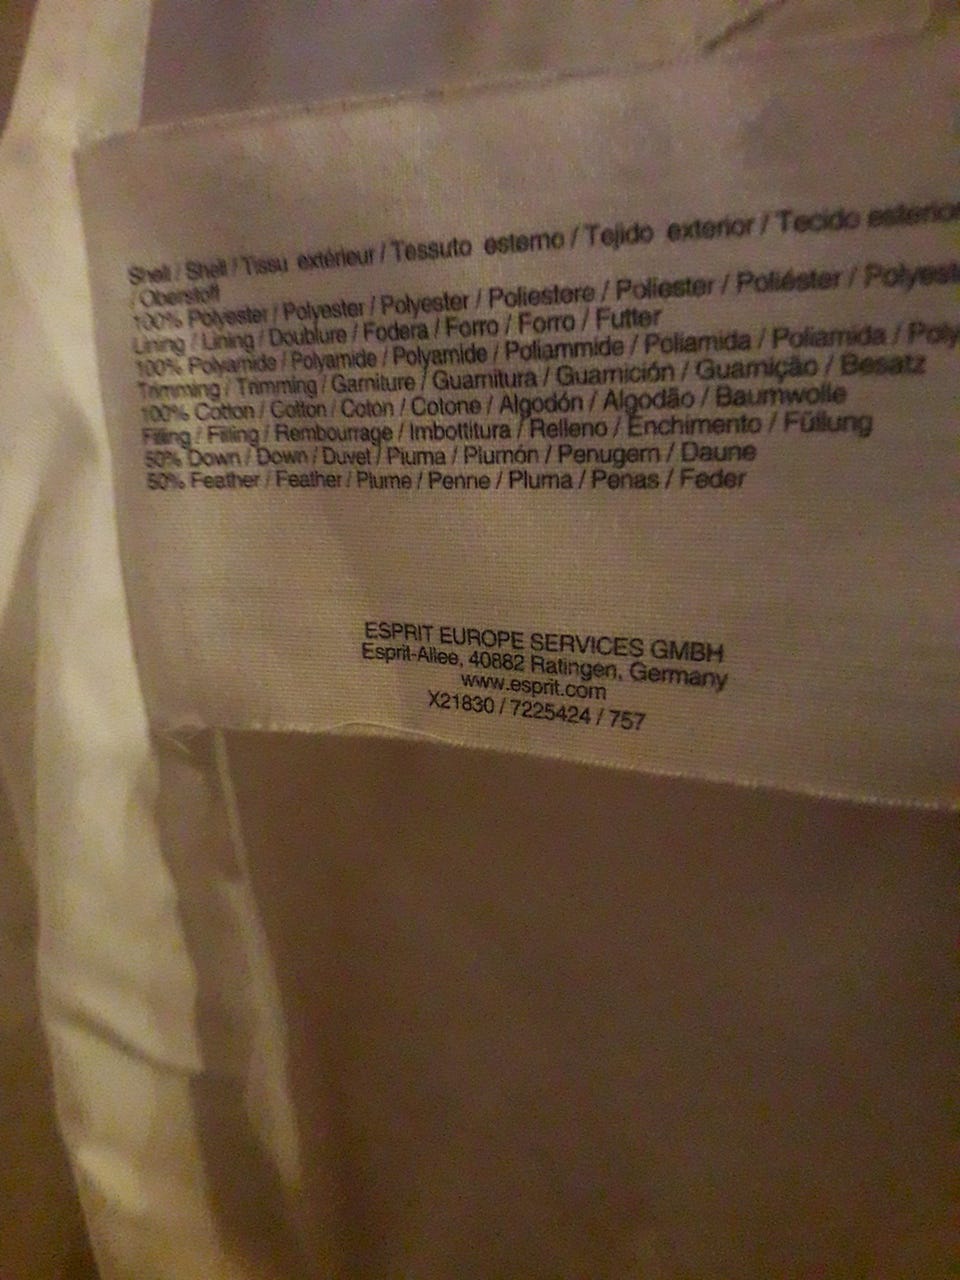 Shell / Shell / Tissu extérieur / Tessuto esterno / Tejido exterior / Tecido esterior
/ Oberstoff
100% Polyester / Polyester / Polyester / Poliestere / Poliester / Poliéster /
Lining / Lining / Doublure / Fodera / Forro / Forro / Futter
100% Polyamide / Polyamide / Polyamide / Poliammide / Poliamida / Poliamida /
Trimming / Trimming / Garniture / Guarnitura / Guarnición / Guarnição / Besatz
100% Cotton / Cotton / Coton / Cotone / Algodón / Algodão / Baumwolle
Filling / Filling / Rembourrage / Imbottitura / Relleno / Enchimento / Füllung
50% Down / Down / Duvet / Piuma / Plumón / Penugem / Daune
50% Feather / Feather / Plume / Penne / Pluma / Penas / Feder
ESPRIT EUROPE SERVICES GMBH
Esprit-Allee, 40882 Ratingen, Germany
www.esprit.com
X21830 / 7225424 / 757